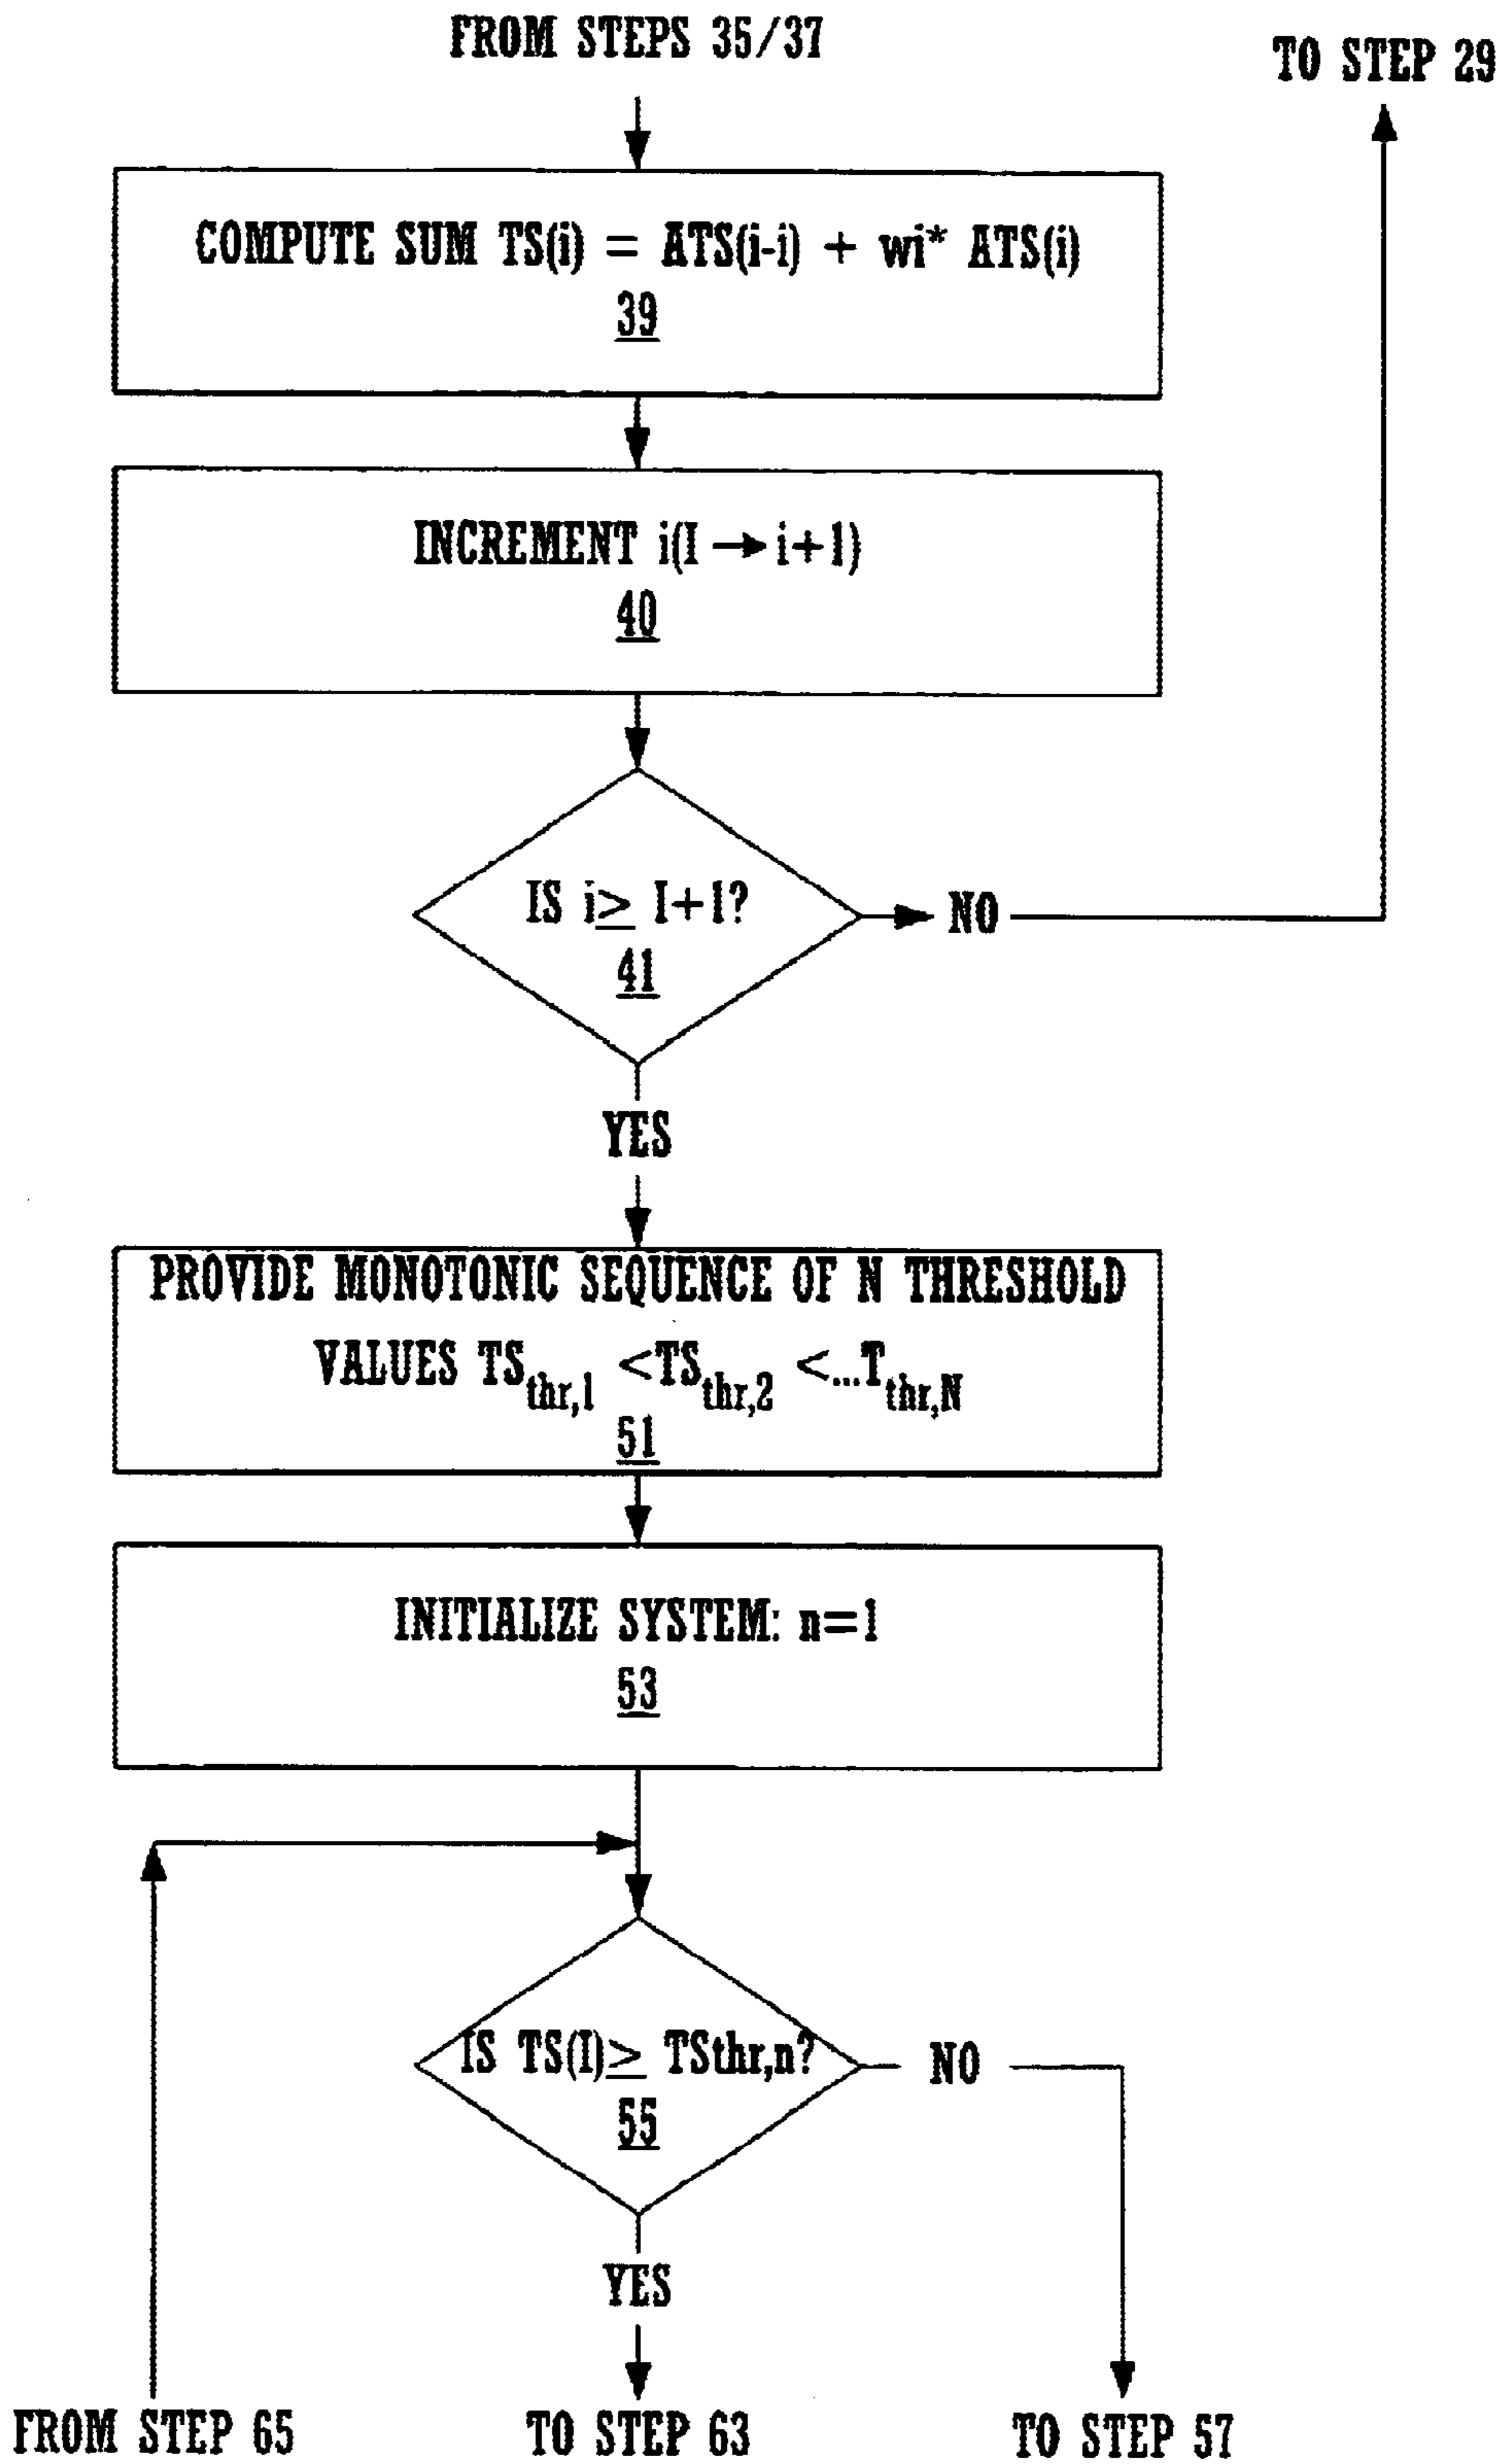 FROM STEPS 35/37
TO STEP 29
COMPUTE SUM TS(i) = ATS(i-i) + wi* ATS(i)
39
INCREMENT i(I → i+1)
40
IS i≥ I+1?
41
NO
YES
PROVIDE MONOTONIC SEQUENCE OF N THRESHOLD
VALUES TSthr,1 <TSthr,2 <...Tthr,N
51
INITIALIZE SYSTEM: n=1
53
IS TS(I)≥ TSthr,n?
55
NO
YES
FROM STEP 65
TO STEP 63
TO STEP 57